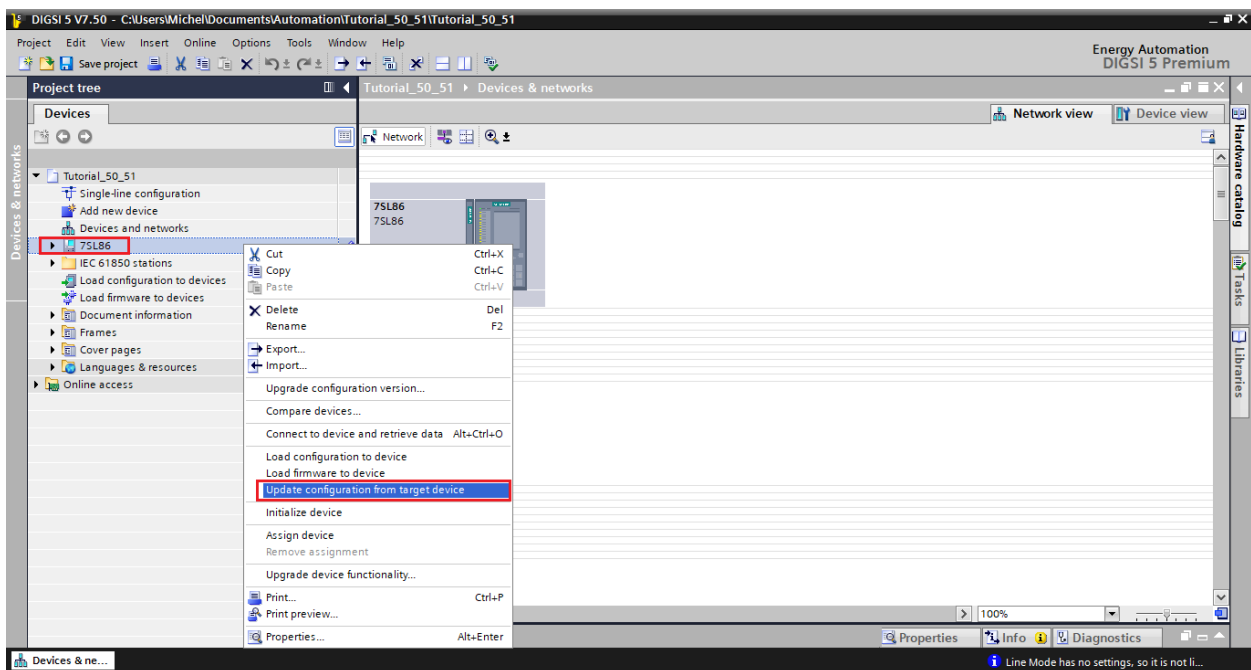 DIGSI 5 V7.50 - C:\Users\Michel\Documents\Automation\Tutorial_50_51\Tutorial_50_51
Project Edit View Insert Online Options Tools Window Help
Energy Automation
DIGSI 5 Premium
Save project
Project tree
Tutorial_50_51 Devices & networks
Devices
Network view
Device view
Network
Devices & networks
Tutorial_50_51
Single-line configuration
Add new device
Devices and networks
7SL86
IEC 61850 stations
Load configuration to devices
Load firmware to devices
Document information
Frames
Cover pages
Languages & resources
Online access
7SL86
7SL86
Cut Ctrl+X
Copy Ctrl+C
Paste Ctrl+V
Delete Del
Rename F2
Export...
Import...
Upgrade configuration version...
Compare devices...
Connect to device and retrieve data Alt+Ctrl+O
Load configuration to device
Load firmware to device
Update configuration from target device
Initialize device
Assign device
Remove assignment
Upgrade device functionality...
Print... Ctrl+P
Print preview...
Properties... Alt+Enter
Hardware catalog
Tasks
Libraries
100%
Properties
Info
Diagnostics
Devices & ne...
Line Mode has no settings, so it is not li...